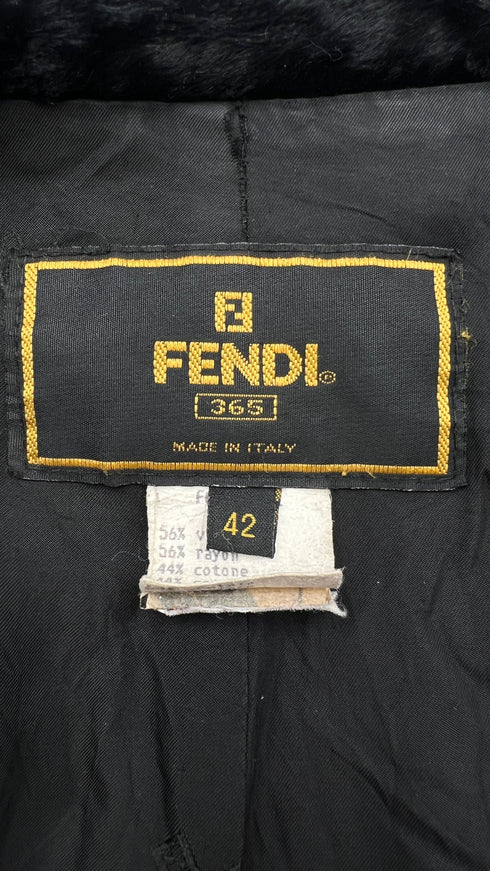 FENDI®
365
MADE IN ITALY
42
56%
56% rayon
44% cotone